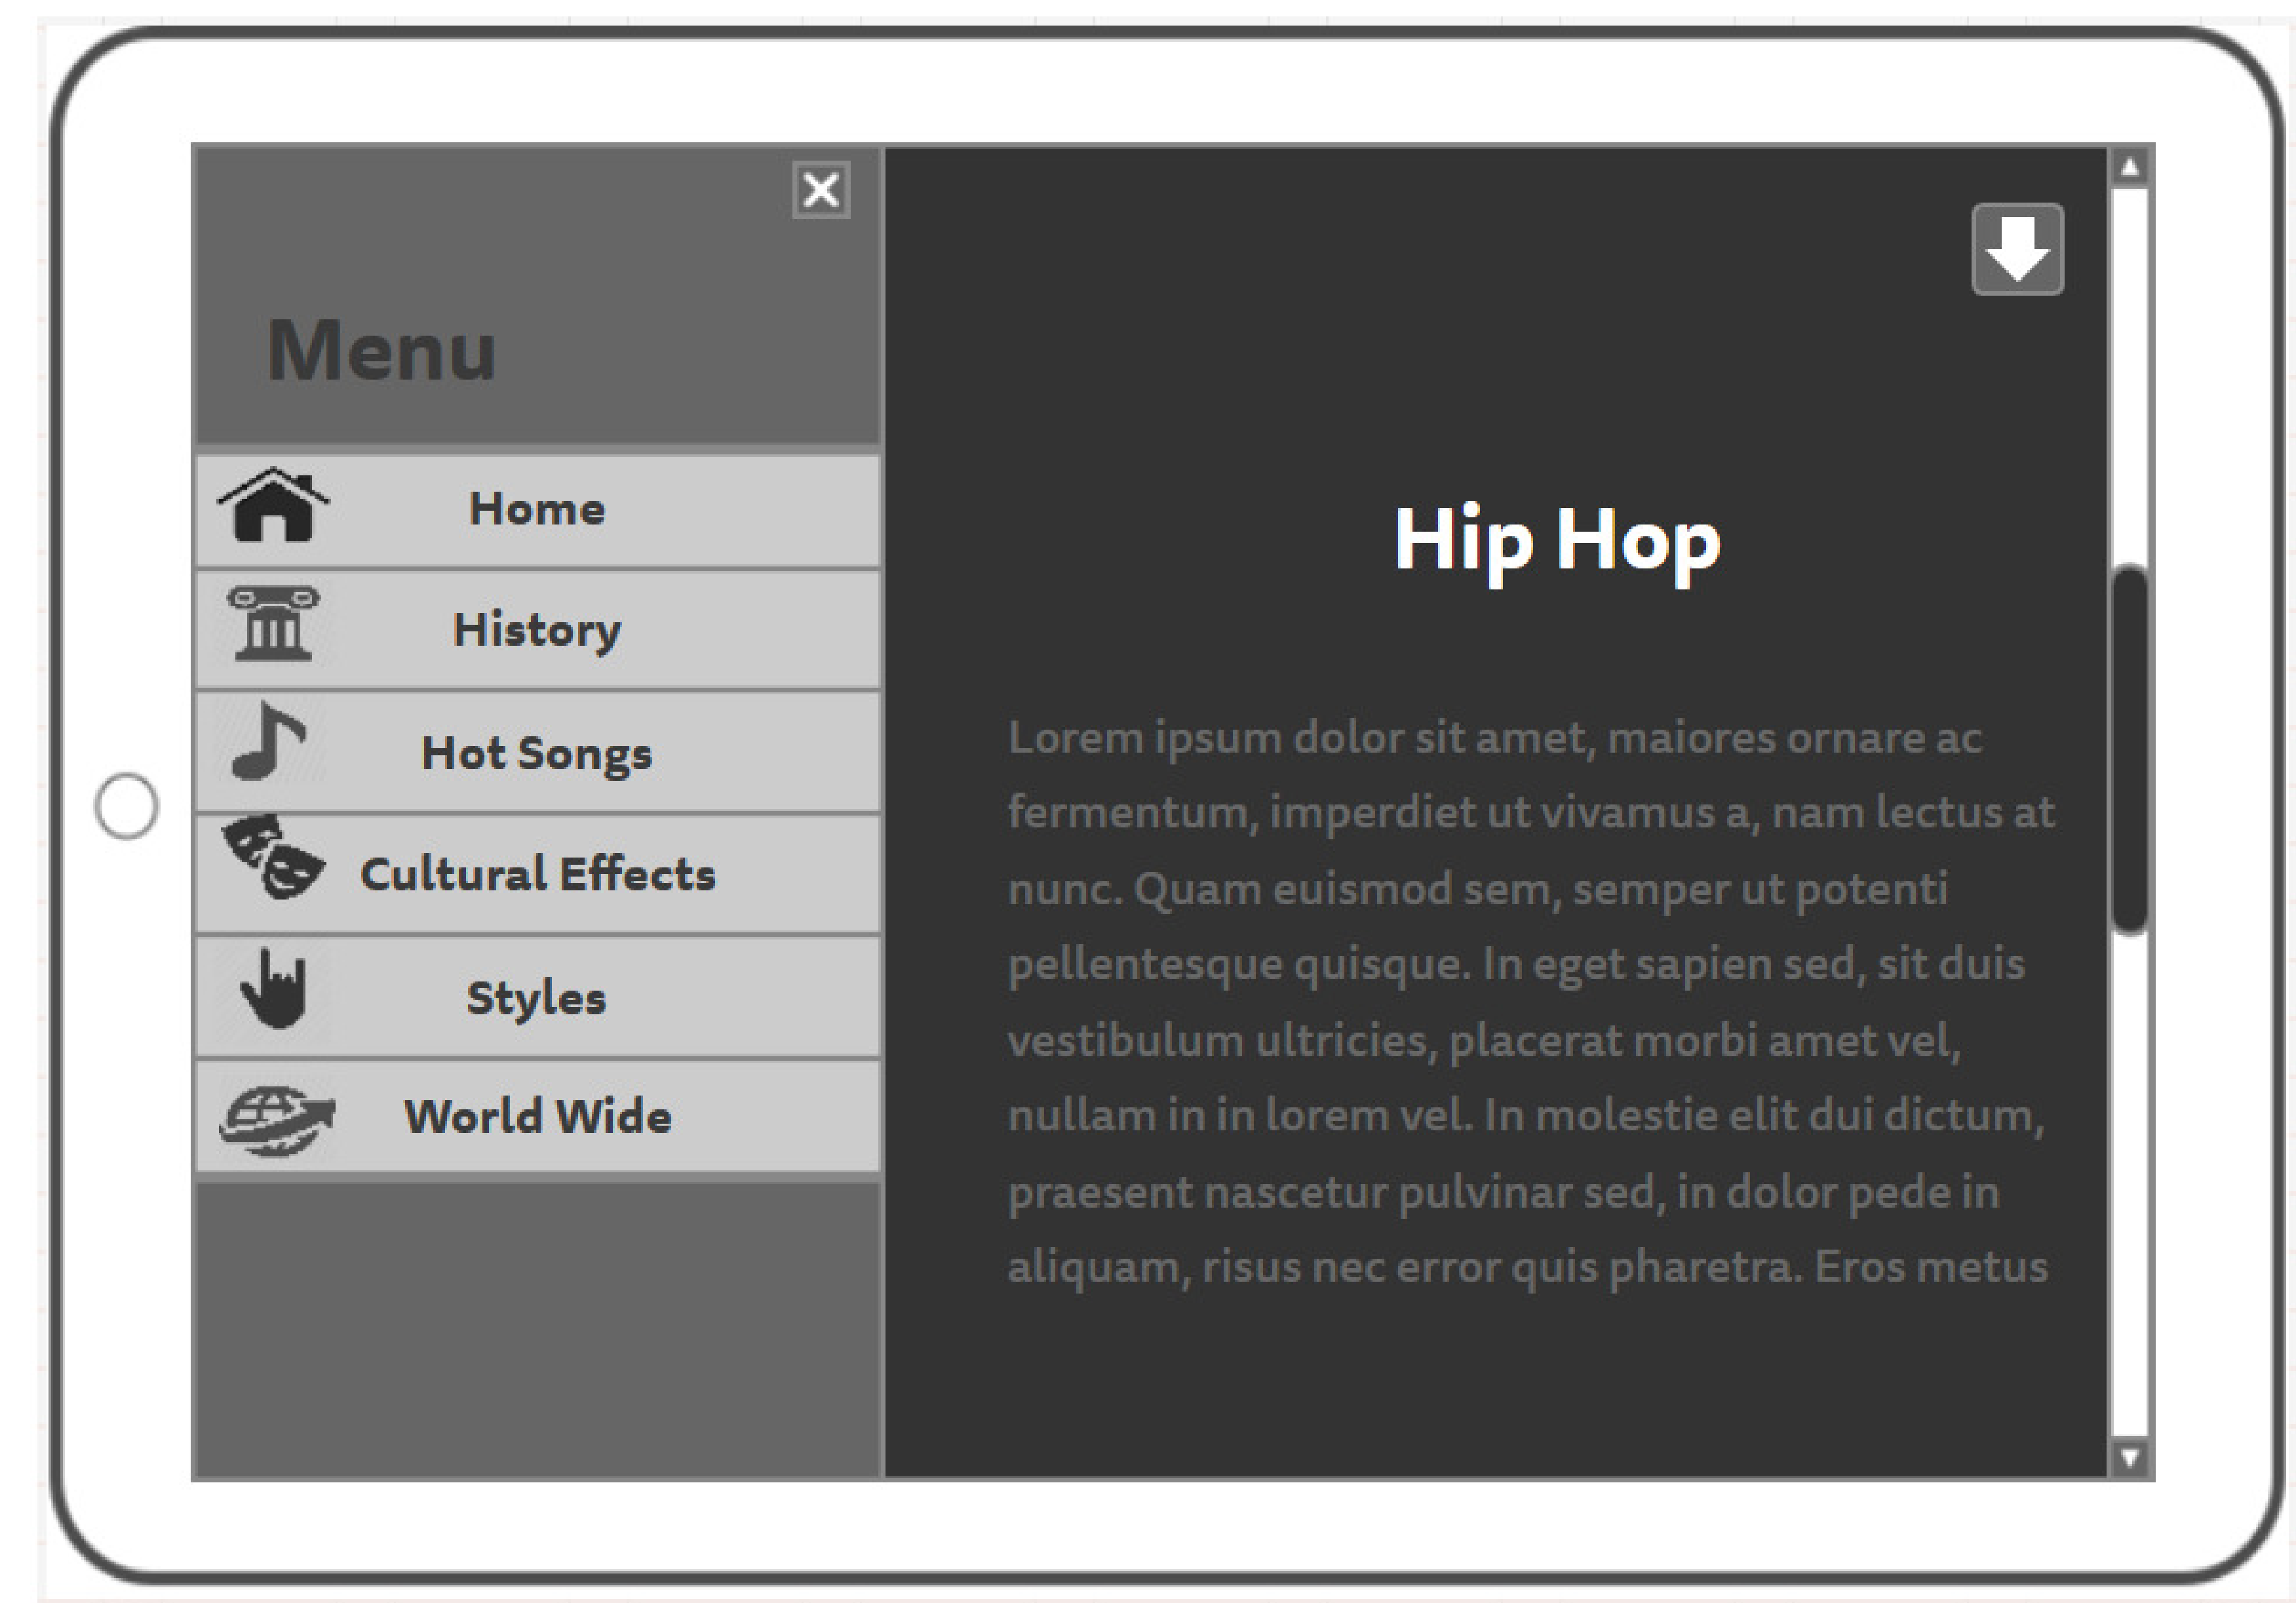 Menu
Home
History
Hot Songs
Cultural Effects
Styles
World Wide
Hip Hop
Lorem ipsum dolor sit amet, maiores ornare ac
fermentum, imperdiet ut vivamus a, nam lectus at
nunc. Quam euismod sem, semper ut potenti
pellentesque quisque. In eget sapien sed, sit duis
vestibulum ultricies, placerat morbi amet vel,
nullam in in lorem vel. In molestie elit dui dictum,
praesent nascetur pulvinar sed, in dolor pede in
aliquam, risus nec error quis pharetra. Eros metus